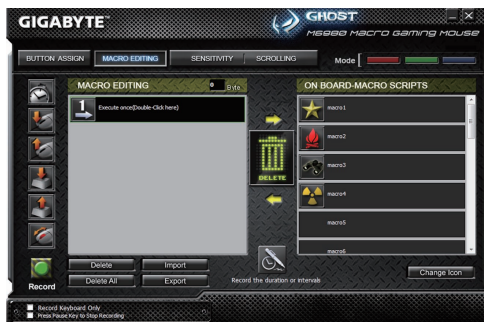 GIGABYTE™
GHOST
M6980 Macro Gaming Mouse
BUTTON ASSIGN
MACRO EDITING
SENSITIVITY
SCROLLING
Mode
MACRO EDITING
0 Byte
ON BOARD-MACRO SCRIPTS
1
Execute once(Double-Click here)
macro1
macro2
DELETE
macro3
macro4
macro5
macro6
Delete
Import
Delete All
Export
Record
Record the duration or intervals
Change Icon
Record Keyboard Only
Press Pause Key to Stop Recording